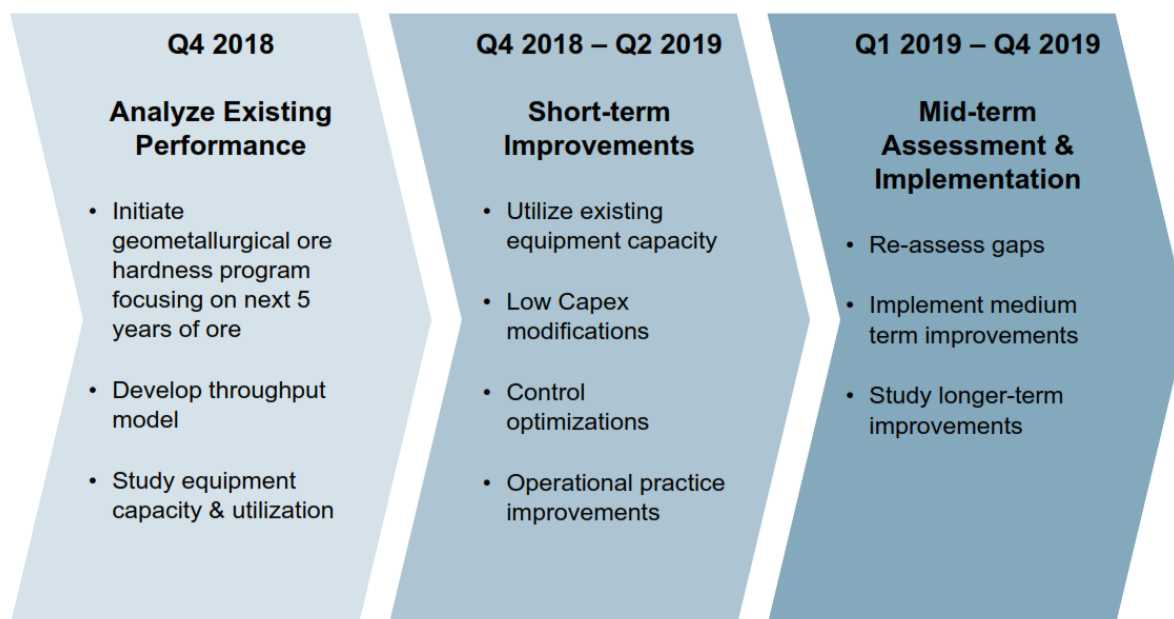 Q4 2018
Analyze Existing
Performance
• Initiate
geometallurgical ore
hardness program
focusing on next 5
years of ore
• Develop throughput
model
• Study equipment
capacity & utilization
Q4 2018 – Q2 2019
Short-term
Improvements
• Utilize existing
equipment capacity
• Low Capex
modifications
• Control
optimizations
• Operational practice
improvements
Q1 2019 – Q4 2019
Mid-term
Assessment &
Implementation
• Re-assess gaps
• Implement medium
term improvements
• Study longer-term
improvements